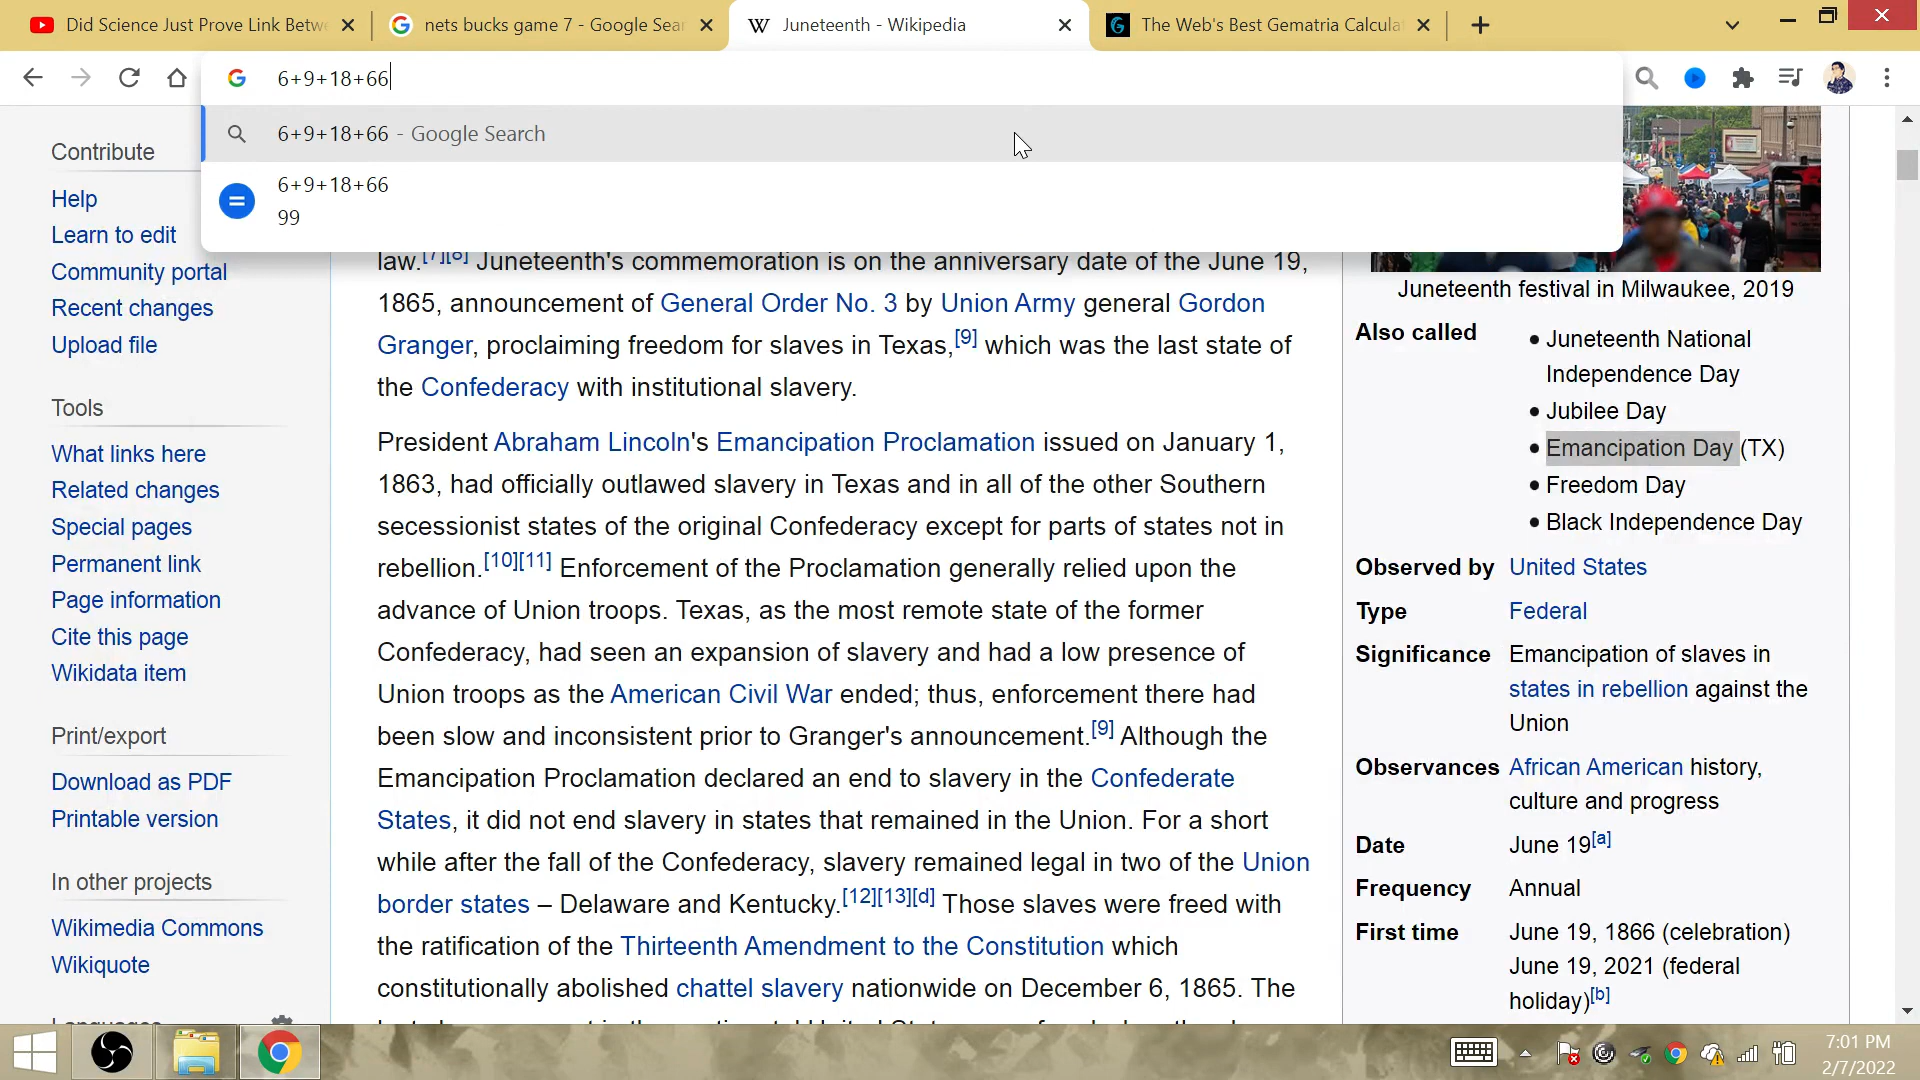 Did Science Just Prove Link Betwe
nets bucks game 7 - Google Sear
Juneteenth - Wikipedia
The Web's Best Gematria Calculat
6+9+18+66
6+9+18+66 - Google Search
6+9+18+66
99
Contribute
Help
Learn to edit
Community portal
Recent changes
Upload file
Tools
What links here
Related changes
Special pages
Permanent link
Page information
Cite this page
Wikidata item
Print/export
Download as PDF
Printable version
In other projects
Wikimedia Commons
Wikiquote
Languages
law.[7][8] Juneteenth's commemoration is on the anniversary date of the June 19,
1865, announcement of General Order No. 3 by Union Army general Gordon
Granger, proclaiming freedom for slaves in Texas,[9] which was the last state of
the Confederacy with institutional slavery.
President Abraham Lincoln's Emancipation Proclamation issued on January 1,
1863, had officially outlawed slavery in Texas and in all of the other Southern
secessionist states of the original Confederacy except for parts of states not in
rebellion.[10][11] Enforcement of the Proclamation generally relied upon the
advance of Union troops. Texas, as the most remote state of the former
Confederacy, had seen an expansion of slavery and had a low presence of
Union troops as the American Civil War ended; thus, enforcement there had
been slow and inconsistent prior to Granger's announcement.[9] Although the
Emancipation Proclamation declared an end to slavery in the Confederate
States, it did not end slavery in states that remained in the Union. For a short
while after the fall of the Confederacy, slavery remained legal in two of the Union
border states – Delaware and Kentucky.[12][13][d] Those slaves were freed with
the ratification of the Thirteenth Amendment to the Constitution which
constitutionally abolished chattel slavery nationwide on December 6, 1865. The
Juneteenth festival in Milwaukee, 2019
Also called
• Juneteenth National
Independence Day
• Jubilee Day
• Emancipation Day (TX)
• Freedom Day
• Black Independence Day
Observed by United States
Type Federal
Significance Emancipation of slaves in
states in rebellion against the
Union
Observances African American history,
culture and progress
Date June 19[a]
Frequency Annual
First time June 19, 1866 (celebration)
June 19, 2021 (federal
holiday)[b]
7:01 PM
2/7/2022